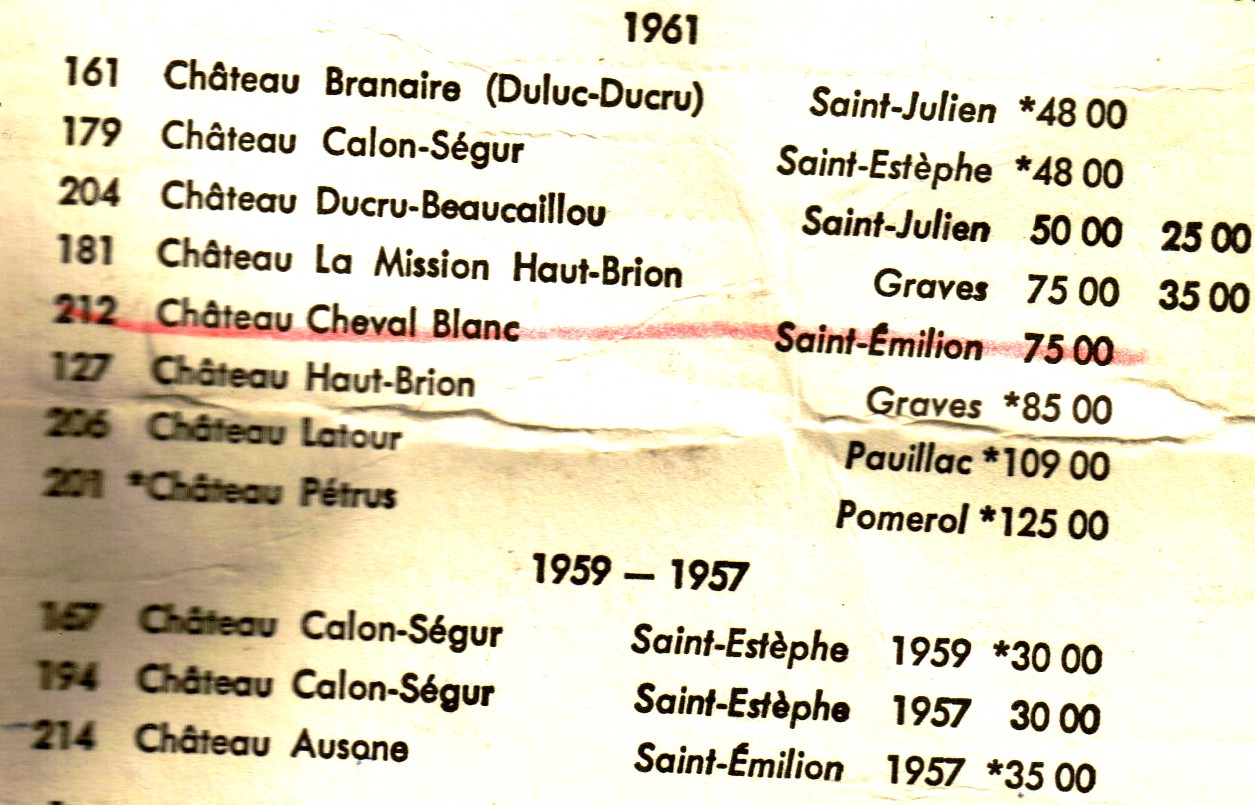 1961
161 Château Branaire (Duluc-Ducru) Saint-Julien *48 00
179 Château Calon-Ségur Saint-Estèphe *48 00
204 Château Ducru-Beaucaillou Saint-Julien 50 00 25 00
181 Château La Mission Haut-Brion Graves 75 00 35 00
212 Château Cheval Blanc Saint-Émilion 75 00
127 Château Haut-Brion Graves *85 00
206 Château Latour Pauillac *109 00
201 *Château Pétrus Pomerol *125 00
1959 — 1957
167 Château Calon-Ségur Saint-Estèphe 1959 *30 00
194 Château Calon-Ségur Saint-Estèphe 1957 30 00
214 Château Ausone Saint-Émilion 1957 *35 00